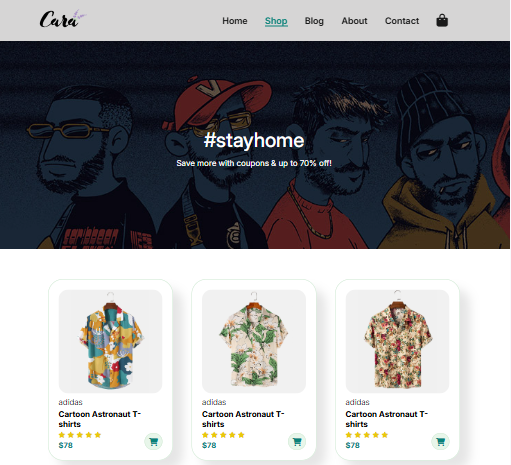 Cara
Home Shop Blog About Contact
#stayhome
Save more with coupons & up to 70% off!
adidas
Cartoon Astronaut T-
shirts
$78
adidas
Cartoon Astronaut T-
shirts
$78
adidas
Cartoon Astronaut T-
shirts
$78